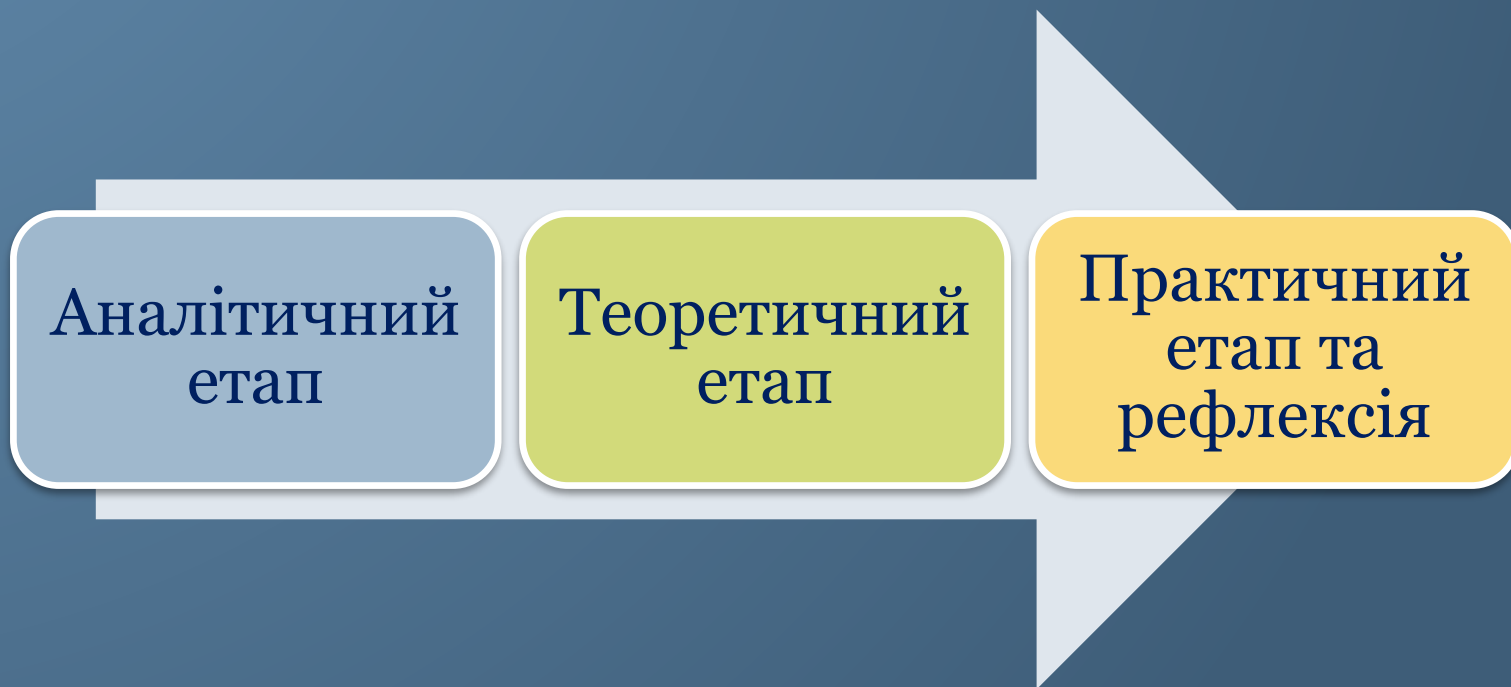 Аналітичний
етап
Теоретичний
етап
Практичний
етап та
рефлексія